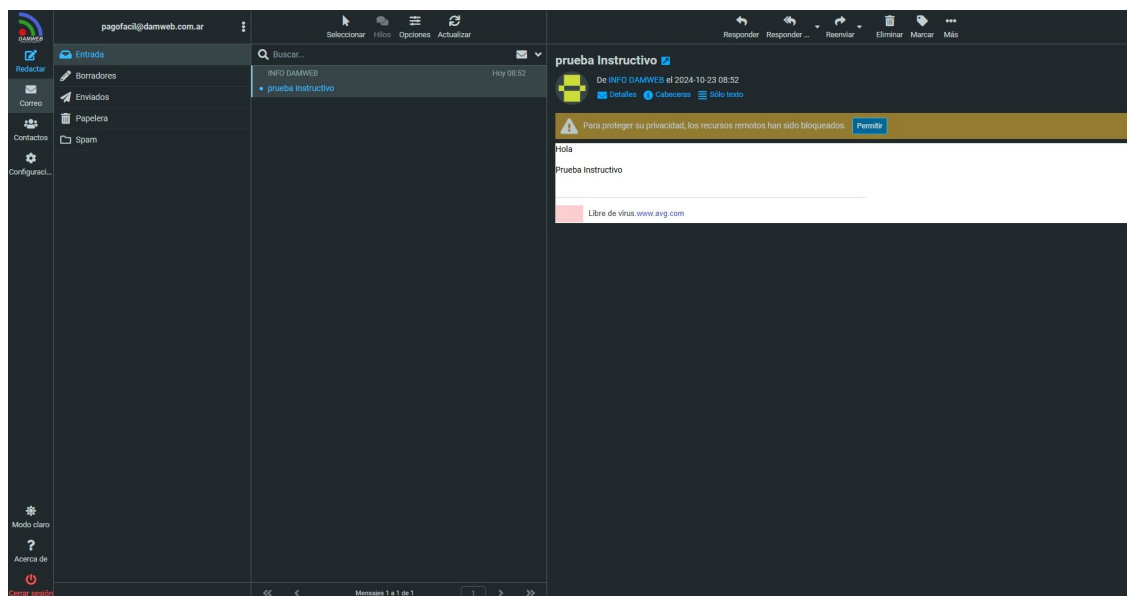 DAMWEB
Redactar
Correo
Contactos
Configuraci...
Modo claro
Acerca de
Cerrar sesión
pagofacil@damweb.com.ar
Entrada
Borradores
Enviados
Papelera
Spam
Seleccionar Hilos Opciones Actualizar
Buscar...
INFO DAMWEB Hoy 08:52
prueba Instructivo
Mensajes 1 a 1 de 1 1
Responder Responder ... Reenviar Eliminar Marcar Más
prueba Instructivo
De INFO DAMWEB el 2024-10-23 08:52
Detalles Cabeceras Sólo texto
Para proteger su privacidad, los recursos remotos han sido bloqueados. Permitir
Hola
Prueba Instructivo
Libre de virus.www.avg.com